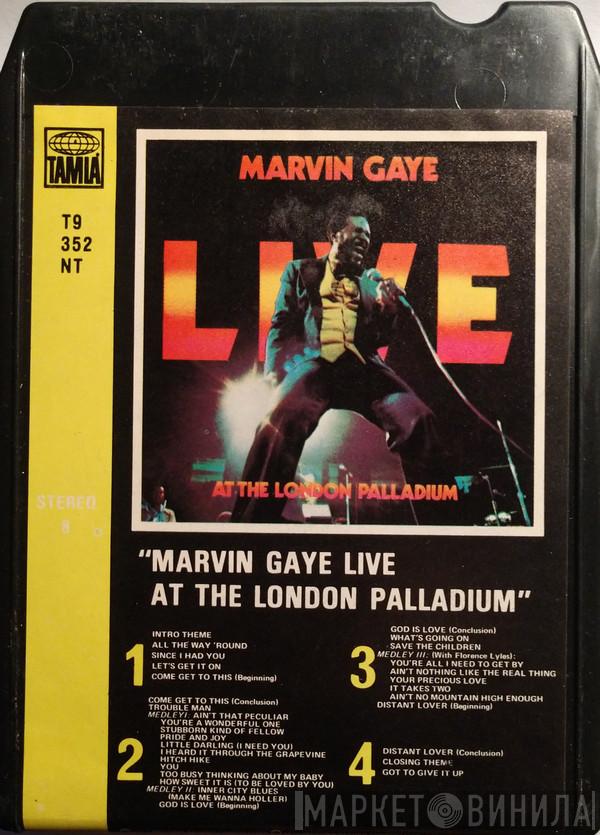 TAMLA
T9
352
NT
STEREO
8
MARVIN GAYE
LIVE
AT THE LONDON PALLADIUM
"MARVIN GAYE LIVE
AT THE LONDON PALLADIUM"
1
INTRO THEME
ALL THE WAY 'ROUND
SINCE I HAD YOU
LET'S GET IT ON
COME GET TO THIS (Beginning)
2
COME GET TO THIS (Conclusion)
TROUBLE MAN
MEDLEY I: AIN'T THAT PECULIAR
YOU'RE A WONDERFUL ONE
STUBBORN KIND OF FELLOW
PRIDE AND JOY
LITTLE DARLING (I NEED YOU)
I HEARD IT THROUGH THE GRAPEVINE
HITCH HIKE
YOU
TOO BUSY THINKING ABOUT MY BABY
HOW SWEET IT IS (TO BE LOVED BY YOU)
MEDLEY II: INNER CITY BLUES
(MAKE ME WANNA HOLLER)
GOD IS LOVE (Beginning)
3
GOD IS LOVE (Conclusion)
WHAT'S GOING ON
SAVE THE CHILDREN
MEDLEY III: (With Florence Lyles):
YOU'RE ALL I NEED TO GET BY
AIN'T NOTHING LIKE THE REAL THING
YOUR PRECIOUS LOVE
IT TAKES TWO
AIN'T NO MOUNTAIN HIGH ENOUGH
DISTANT LOVER (Beginning)
4
DISTANT LOVER (Conclusion)
CLOSING THEME
GOT TO GIVE IT UP
МАРКЕТ ВИНИЛА